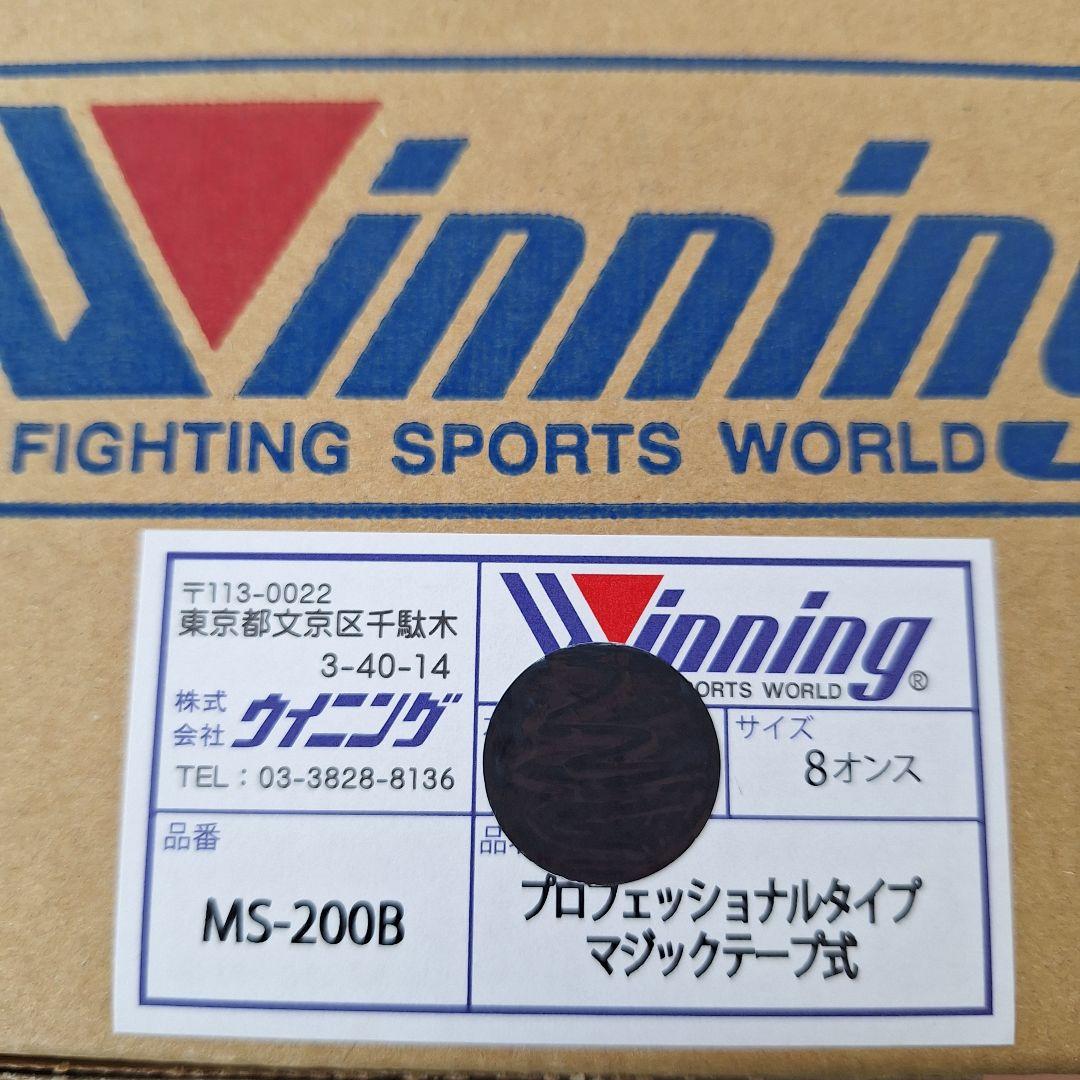 Winning
FIGHTING SPORTS WORLD
〒113-0022
東京都文京区千駄木
3-40-14
株式
会社 ウイニング
TEL：03-3828-8136
Winning®
PORTS WORLD
サイズ
8オンス
品番
MS-200B
品
プロフェッショナルタイプ
マジックテープ式